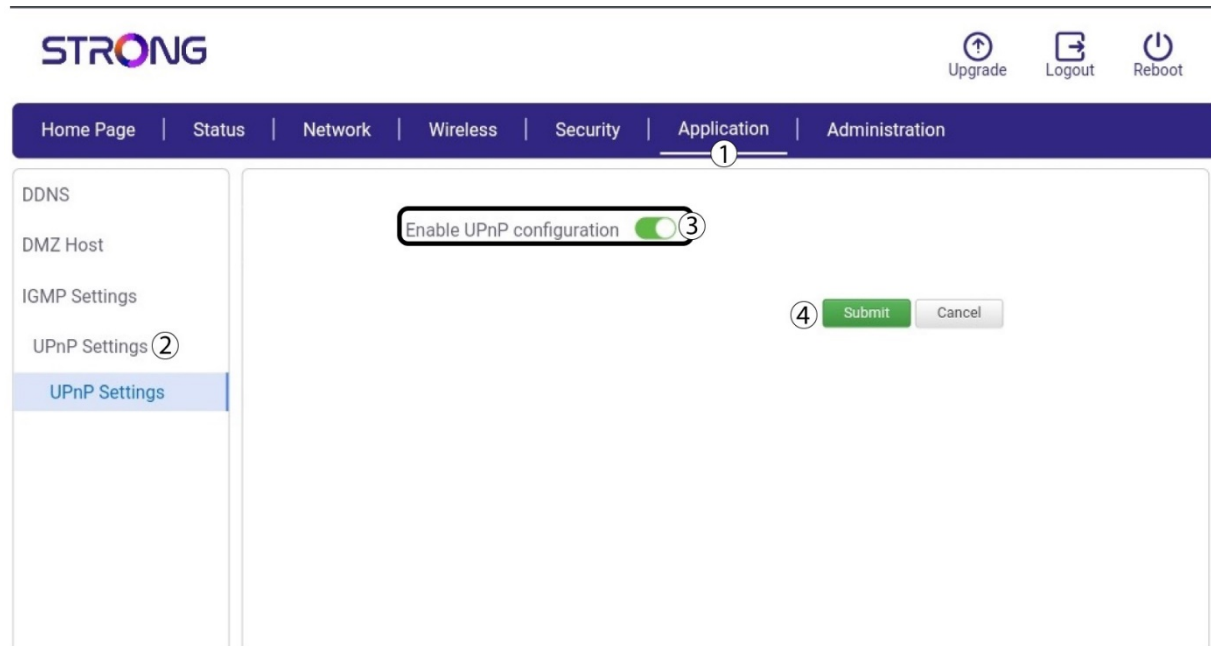 STRONG
Upgrade Logout Reboot
Home Page | Status | Network | Wireless | Security | Application | Administration
①
DDNS
Enable UPnP configuration ③
DMZ Host
IGMP Settings
④ Submit Cancel
UPnP Settings ②
UPnP Settings